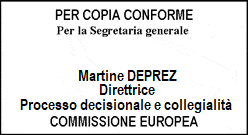 PER COPIA CONFORME
Per la Segretaria generale
Martine DEPREZ
Direttrice
Processo decisionale e collegialità
COMMISSIONE EUROPEA